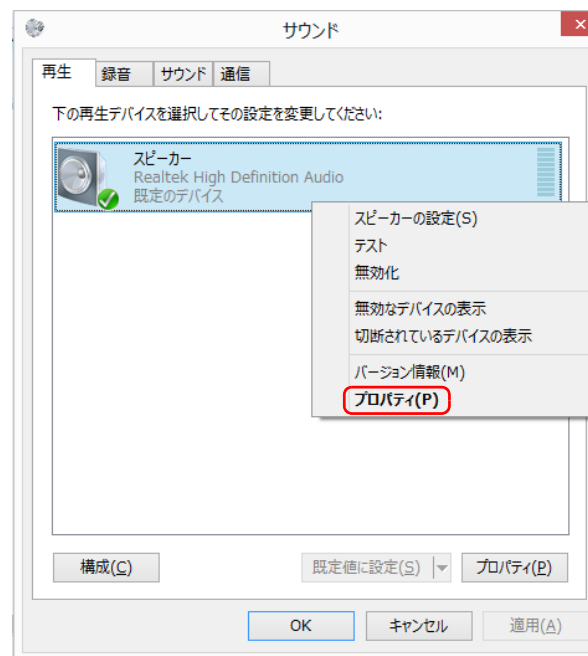 サウンド
再生
録音
サウンド
通信
下の再生デバイスを選択してその設定を変更してください:
スピーカー
Realtek High Definition Audio
既定のデバイス
スピーカーの設定(S)
テスト
無効化
無効なデバイスの表示
切断されているデバイスの表示
バージョン情報(M)
プロパティ(P)
構成(C)
既定値に設定(S)
プロパティ(P)
OK
キャンセル
適用(A)